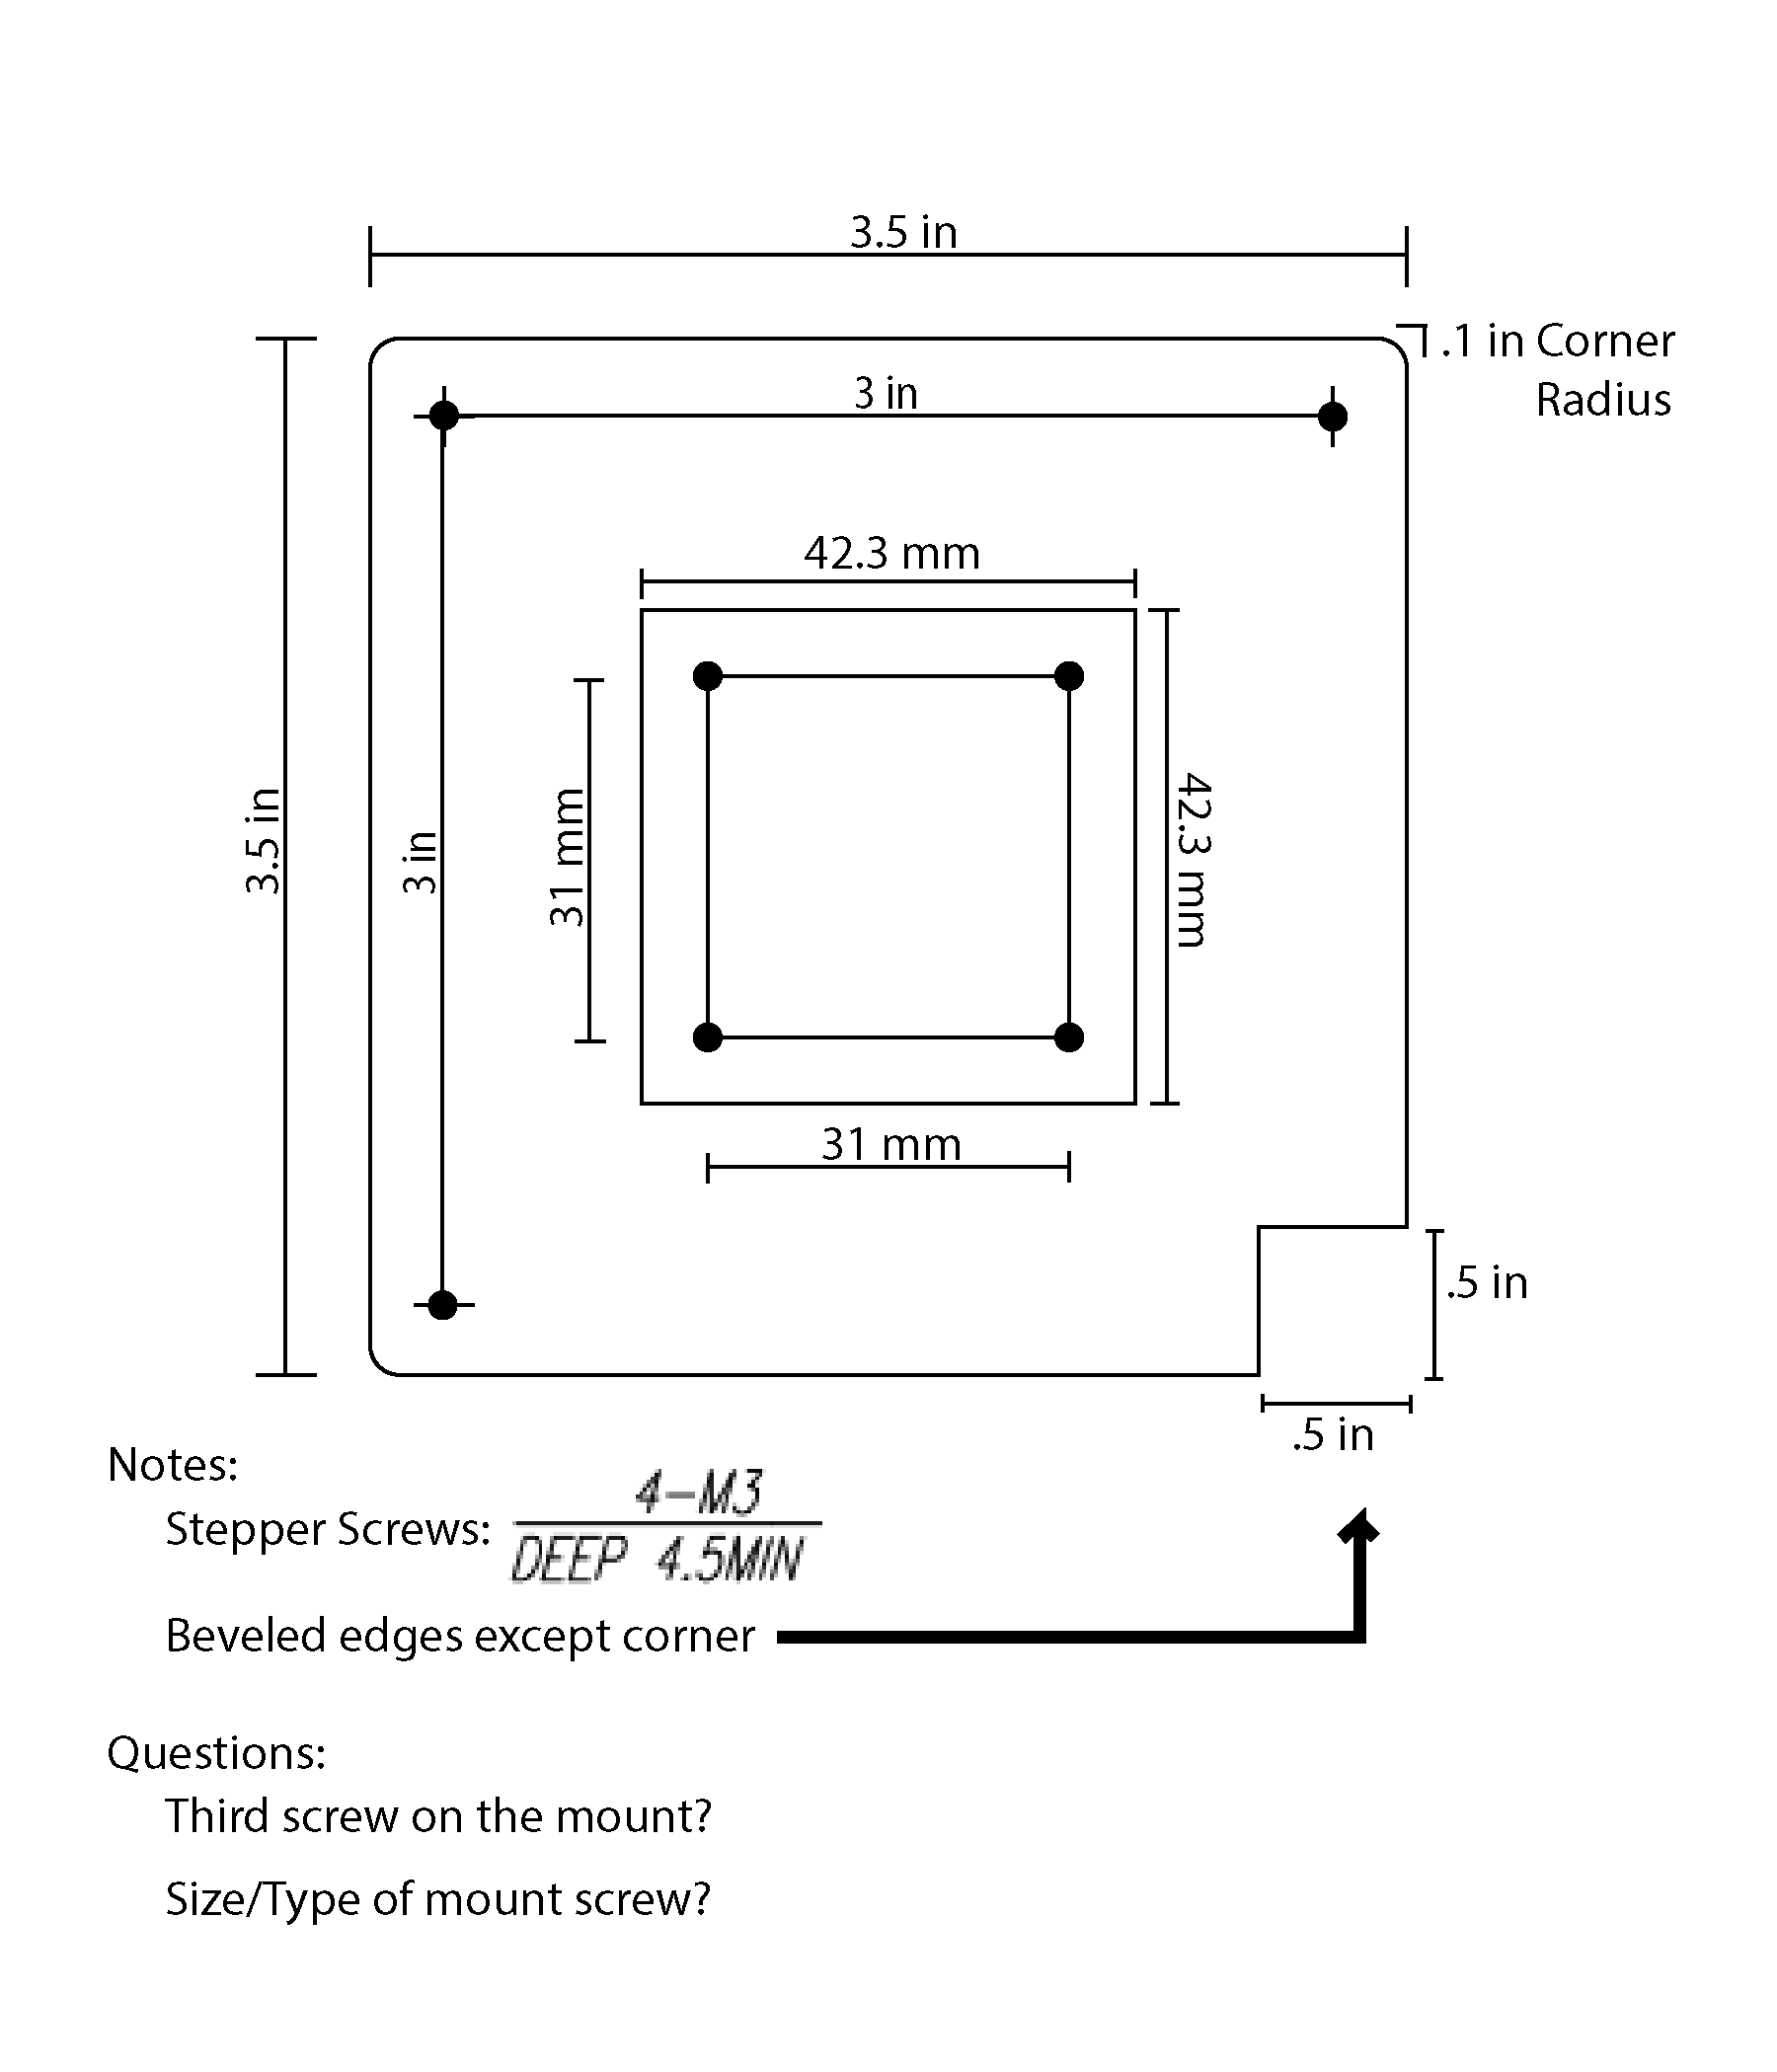 3.5 in
.1 in Corner
Radius
3 in
42.3 mm
3.5 in
3 in
31 mm
42.3 mm
31 mm
.5 in
.5 in
Notes:
4-M3
Stepper Screws:
DEEP 4.5MIN
Beveled edges except corner
Questions:
Third screw on the mount?
Size/Type of mount screw?